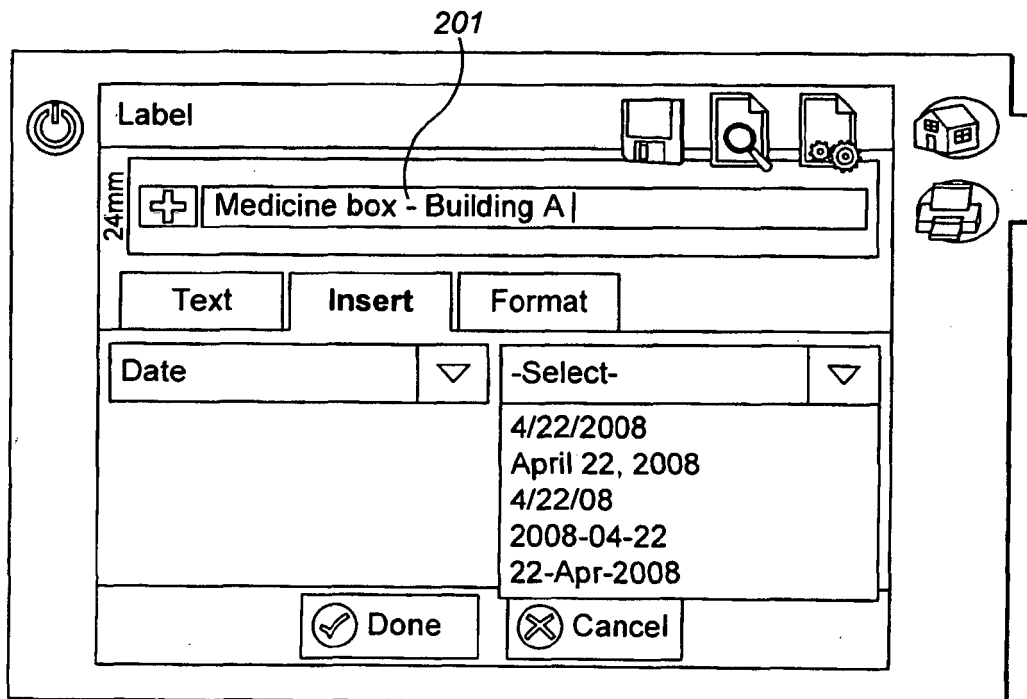 201
Label
24mm
Medicine box - Building A
Text Insert Format
Date -Select-
4/22/2008
April 22, 2008
4/22/08
2008-04-22
22-Apr-2008
Done Cancel